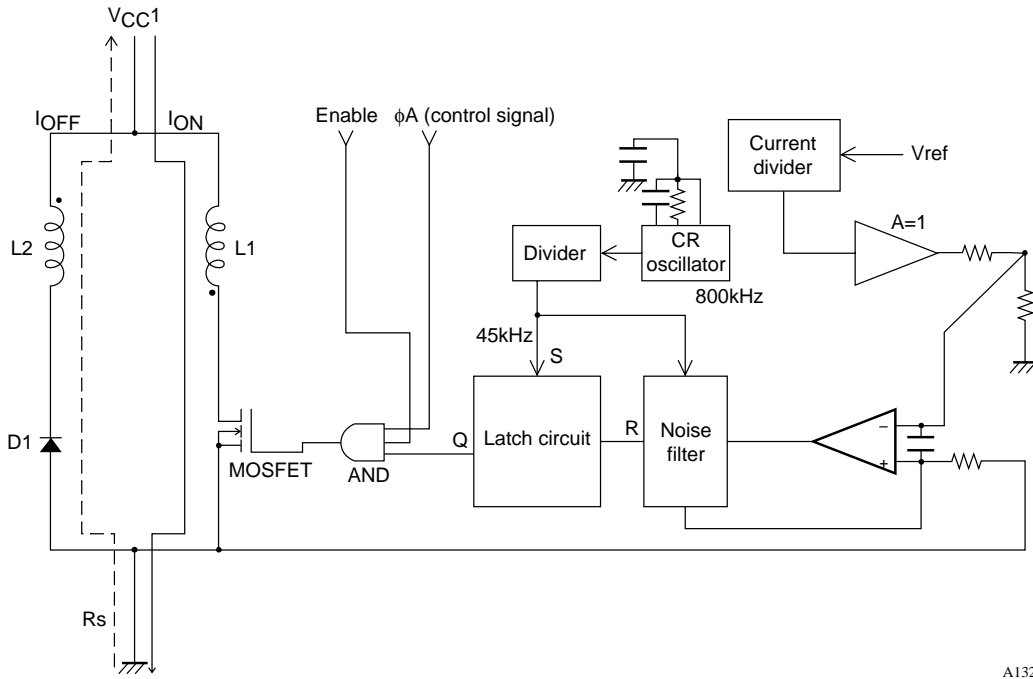 VCC1
IOFF
ION
Enable
ϕA (control signal)
Current
divider
Vref
A=1
L2
L1
Divider
CR
oscillator
800kHz
45kHz
S
D1
MOSFET
AND
Q
Latch circuit
R
Noise
filter
−
+
Rs
A132